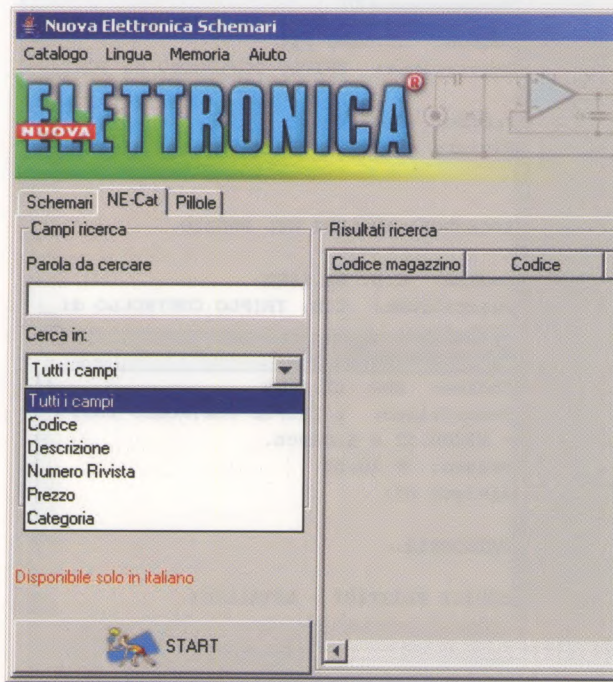 Nuova Elettronica Schemari
Catalogo Lingua Memoria Aiuto
NUOVA ELETTRONICA ®
Schemari NE-Cat Pillole
Campi ricerca
Parola da cercare
Cerca in:
Tutti i campi
Tutti i campi
Codice
Descrizione
Numero Rivista
Prezzo
Categoria
Disponibile solo in italiano
START
Risultati ricerca
Codice magazzino Codice